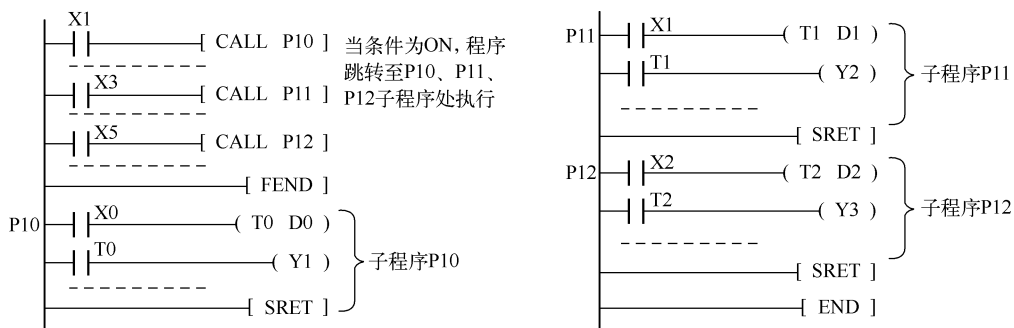 X1
[ CALL P10 ]
X3
[ CALL P11 ]
X5
[ CALL P12 ]
当条件为ON,程序
跳转至P10、P11、
P12子程序处执行
[ FEND ]
P10
X0
( T0 D0 )
T0
( Y1 )
子程序P10
[ SRET ]
P11
X1
( T1 D1 )
T1
( Y2 )
子程序P11
[ SRET ]
P12
X2
( T2 D2 )
T2
( Y3 )
子程序P12
[ SRET ]
[ END ]